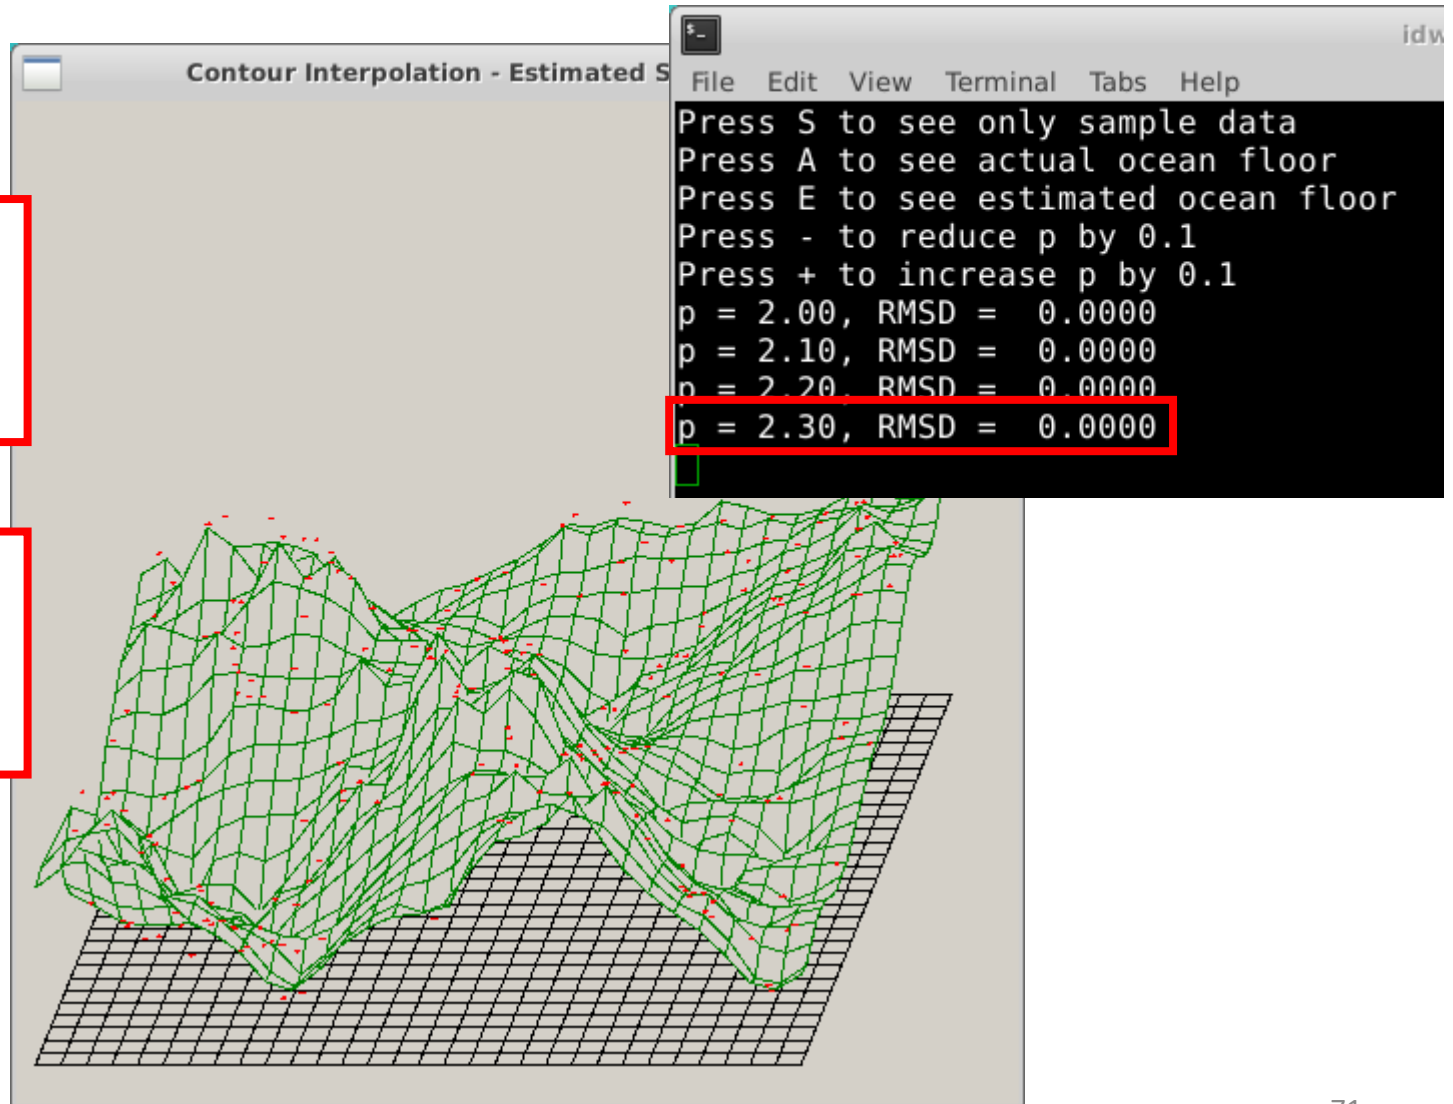 Contour Interpolation - Estimated S
idw
File Edit View Terminal Tabs Help
Press S to see only sample data
Press A to see actual ocean floor
Press E to see estimated ocean floor
Press - to reduce p by 0.1
Press + to increase p by 0.1
p = 2.00, RMSD =  0.0000
p = 2.10, RMSD =  0.0000
p = 2.20, RMSD =  0.0000
p = 2.30, RMSD =  0.0000
71